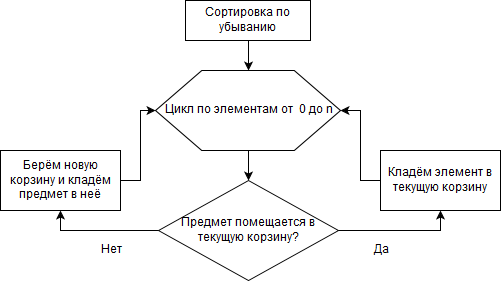 Сортировка по
убыванию
Цикл по элементам от 0 до n
Берём новую
корзину и кладём
предмет в неё
Кладём элемент в
текущую корзину
Предмет помещается в
текущую корзину?
Нет
Да